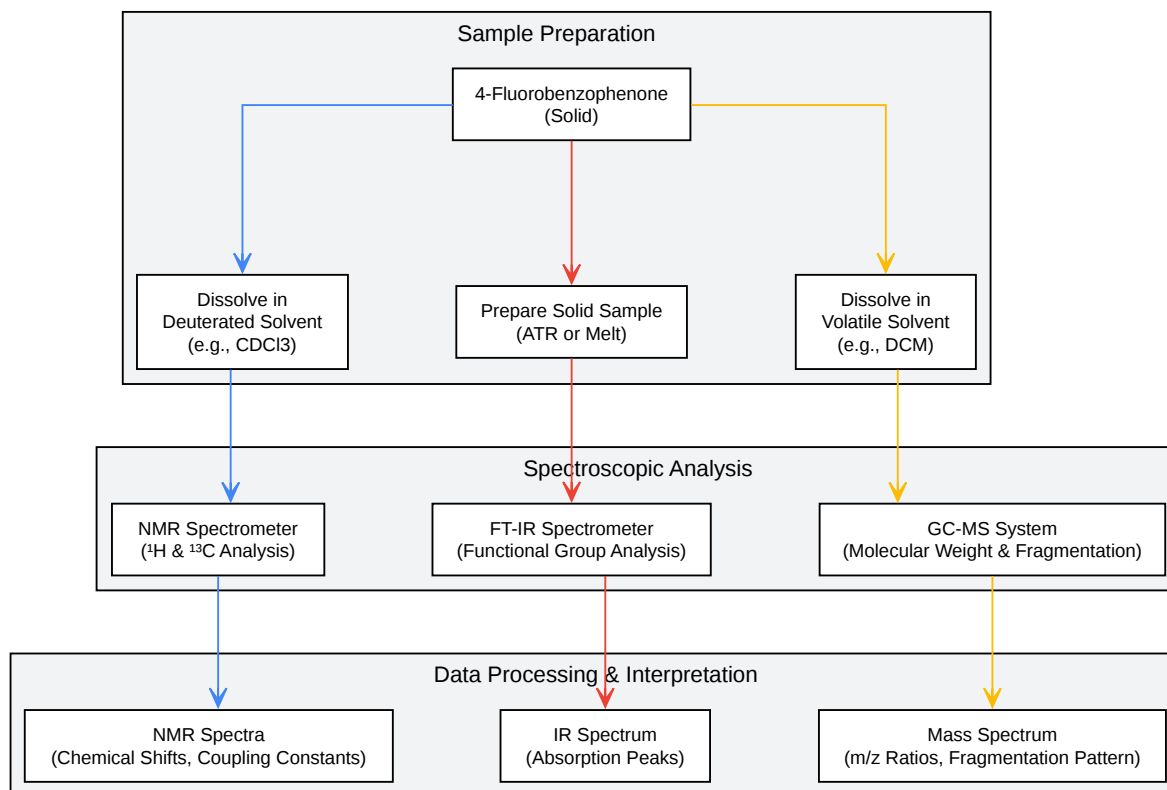 Sample Preparation
4-Fluorobenzophenone
(Solid)
Dissolve in
Deuterated Solvent
(e.g., CDCl3)
Prepare Solid Sample
(ATR or Melt)
Dissolve in
Volatile Solvent
(e.g., DCM)
Spectroscopic Analysis
NMR Spectrometer
(¹H & ¹³C Analysis)
FT-IR Spectrometer
(Functional Group Analysis)
GC-MS System
(Molecular Weight & Fragmentation)
Data Processing & Interpretation
NMR Spectra
(Chemical Shifts, Coupling Constants)
IR Spectrum
(Absorption Peaks)
Mass Spectrum
(m/z Ratios, Fragmentation Pattern)